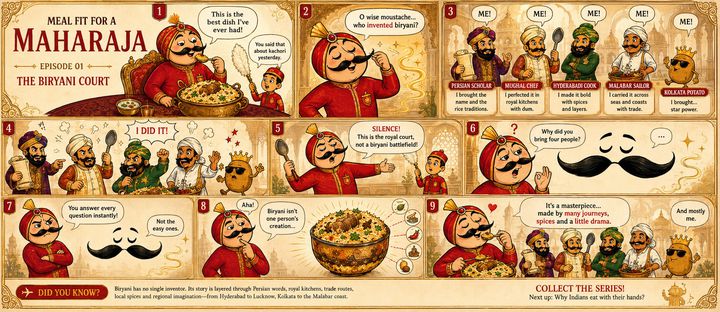 MEAL FIT FOR A
MAHARAJA
EPISODE 01
THE BIRYANI COURT
1
This is the
best dish I've
ever had!
You said that
about kachori
yesterday.
2
O wise moustache...
who invented biryani?
3
ME!
ME!
ME!
ME!
ME!
PERSIAN SCHOLAR
I brought the
name and the
rice traditions.
MUGHAL CHEF
I perfected it in
royal kitchens
with dum.
HYDERABADI COOK
I made it bold
with spices
and layers.
MALABAR SAILOR
I carried it across
seas and coasts
with trade.
KOLKATA POTATO
I brought...
star power.
4
I DID IT!
5
SILENCE!
This is the royal court,
not a biryani battlefield!
6
?
Why did you
bring four people?
...
7
You answer every
question instantly!
Not the
easy ones.
8
Aha!
Biryani isn't
one person's
creation...
9
It's a masterpiece...
made by many journeys,
spices and a little drama.
And mostly
me.
DID YOU KNOW?
Biryani has no single inventor. Its story is layered through Persian words, royal kitchens, trade routes,
local spices and regional imagination—from Hyderabad to Lucknow, Kolkata to the Malabar coast.
COLLECT THE SERIES!
Next up: Why Indians eat with their hands?